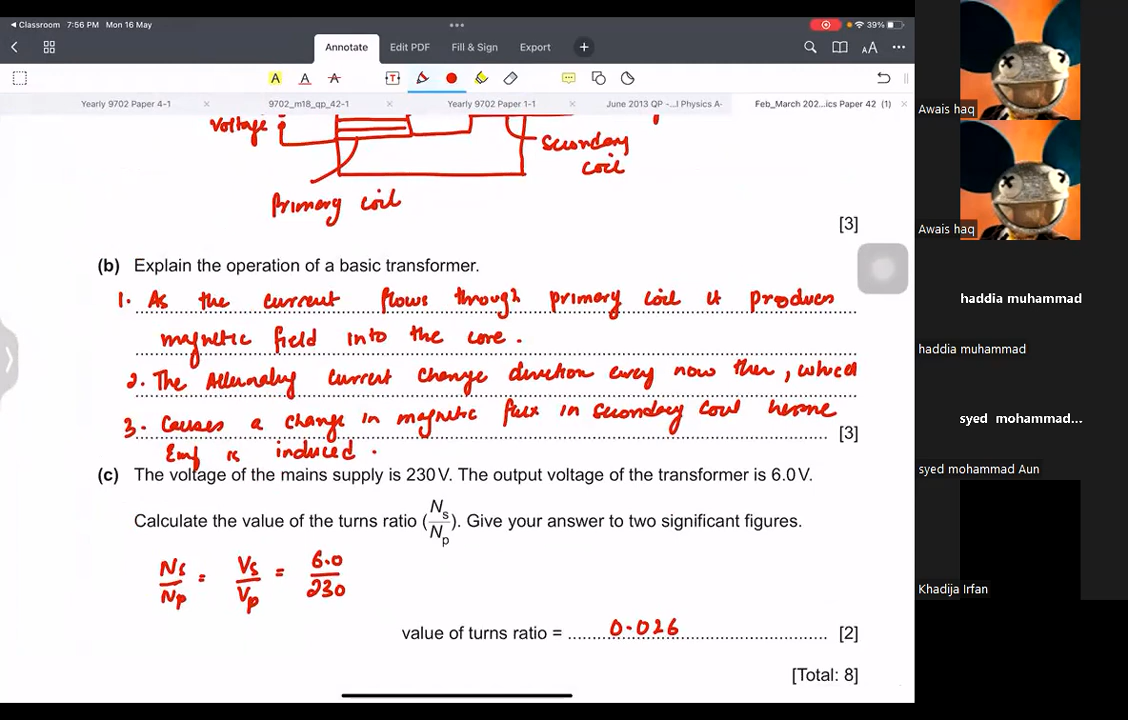 Classroom 7:56 PM Mon 16 May
39%
Annotate Edit PDF Fill & Sign Export
Yearly 9702 Paper 4-1 9702_m18_qp_42-1 Yearly 9702 Paper 1-1 June 2013 QP -...l Physics A- Feb_March 202...ics Paper 42 (1)
Voltage
Secondary
coil
Primary coil
[3]
(b) Explain the operation of a basic transformer.
1. As the current flows through primary coil it produces
magnetic field into the core.
2. The Alternating current change direction every now then, which
3. Causes a change in magnetic flux in secondary coil hence
[3]
Emf is induced.
(c) The voltage of the mains supply is 230 V. The output voltage of the transformer is 6.0 V.
Calculate the value of the turns ratio (Ns/Np). Give your answer to two significant figures.
Ns/Np = Vs/Vp = 6.0/230
value of turns ratio = 0.026 [2]
[Total: 8]
Awais haq
Awais haq
haddia muhammad
haddia muhammad
syed mohammad...
syed mohammad Aun
Khadija Irfan